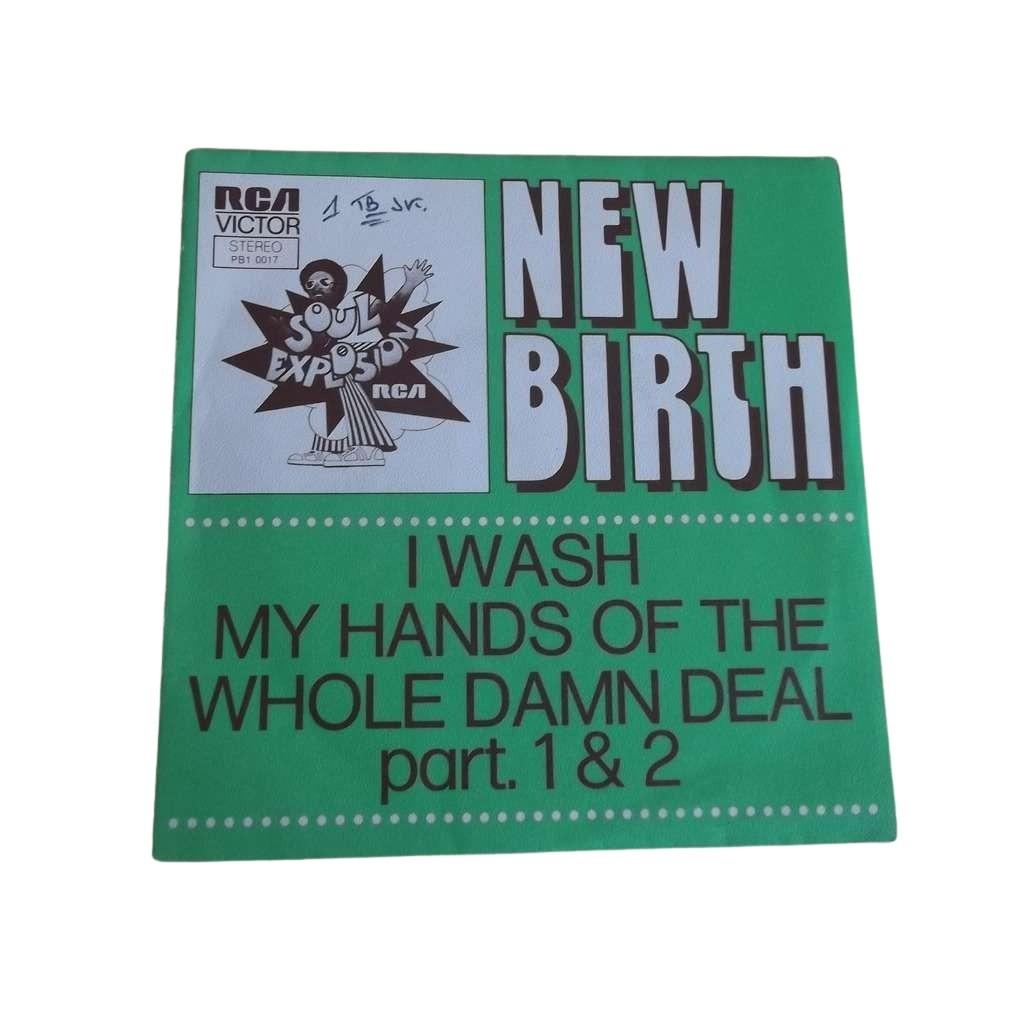 RCA
VICTOR
STEREO
PB1 0017
1 TB
SOUL
EXPLOSION
RCA
NEW
BIRTH
I WASH
MY HANDS OF THE
WHOLE DAMN DEAL
part. 1 & 2